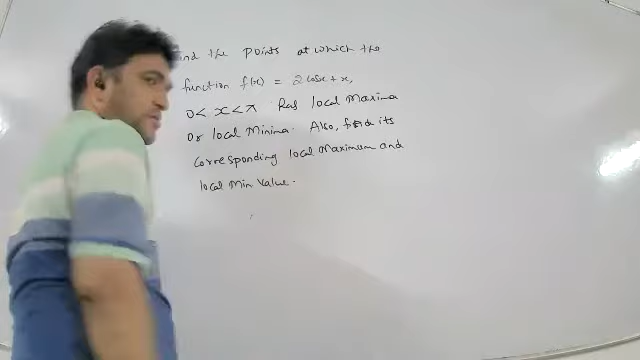 ind the points at which the
function f(x) = 2 cosx + x,
0 < x < π Has local Maxima
Or local Minima. Also, find its
Corresponding local Maximum and
local Min Value.